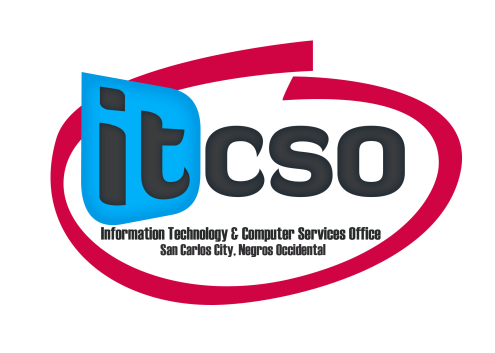 itcso
Information Technology & Computer Services Office
San Carlos City, Negros Occidental